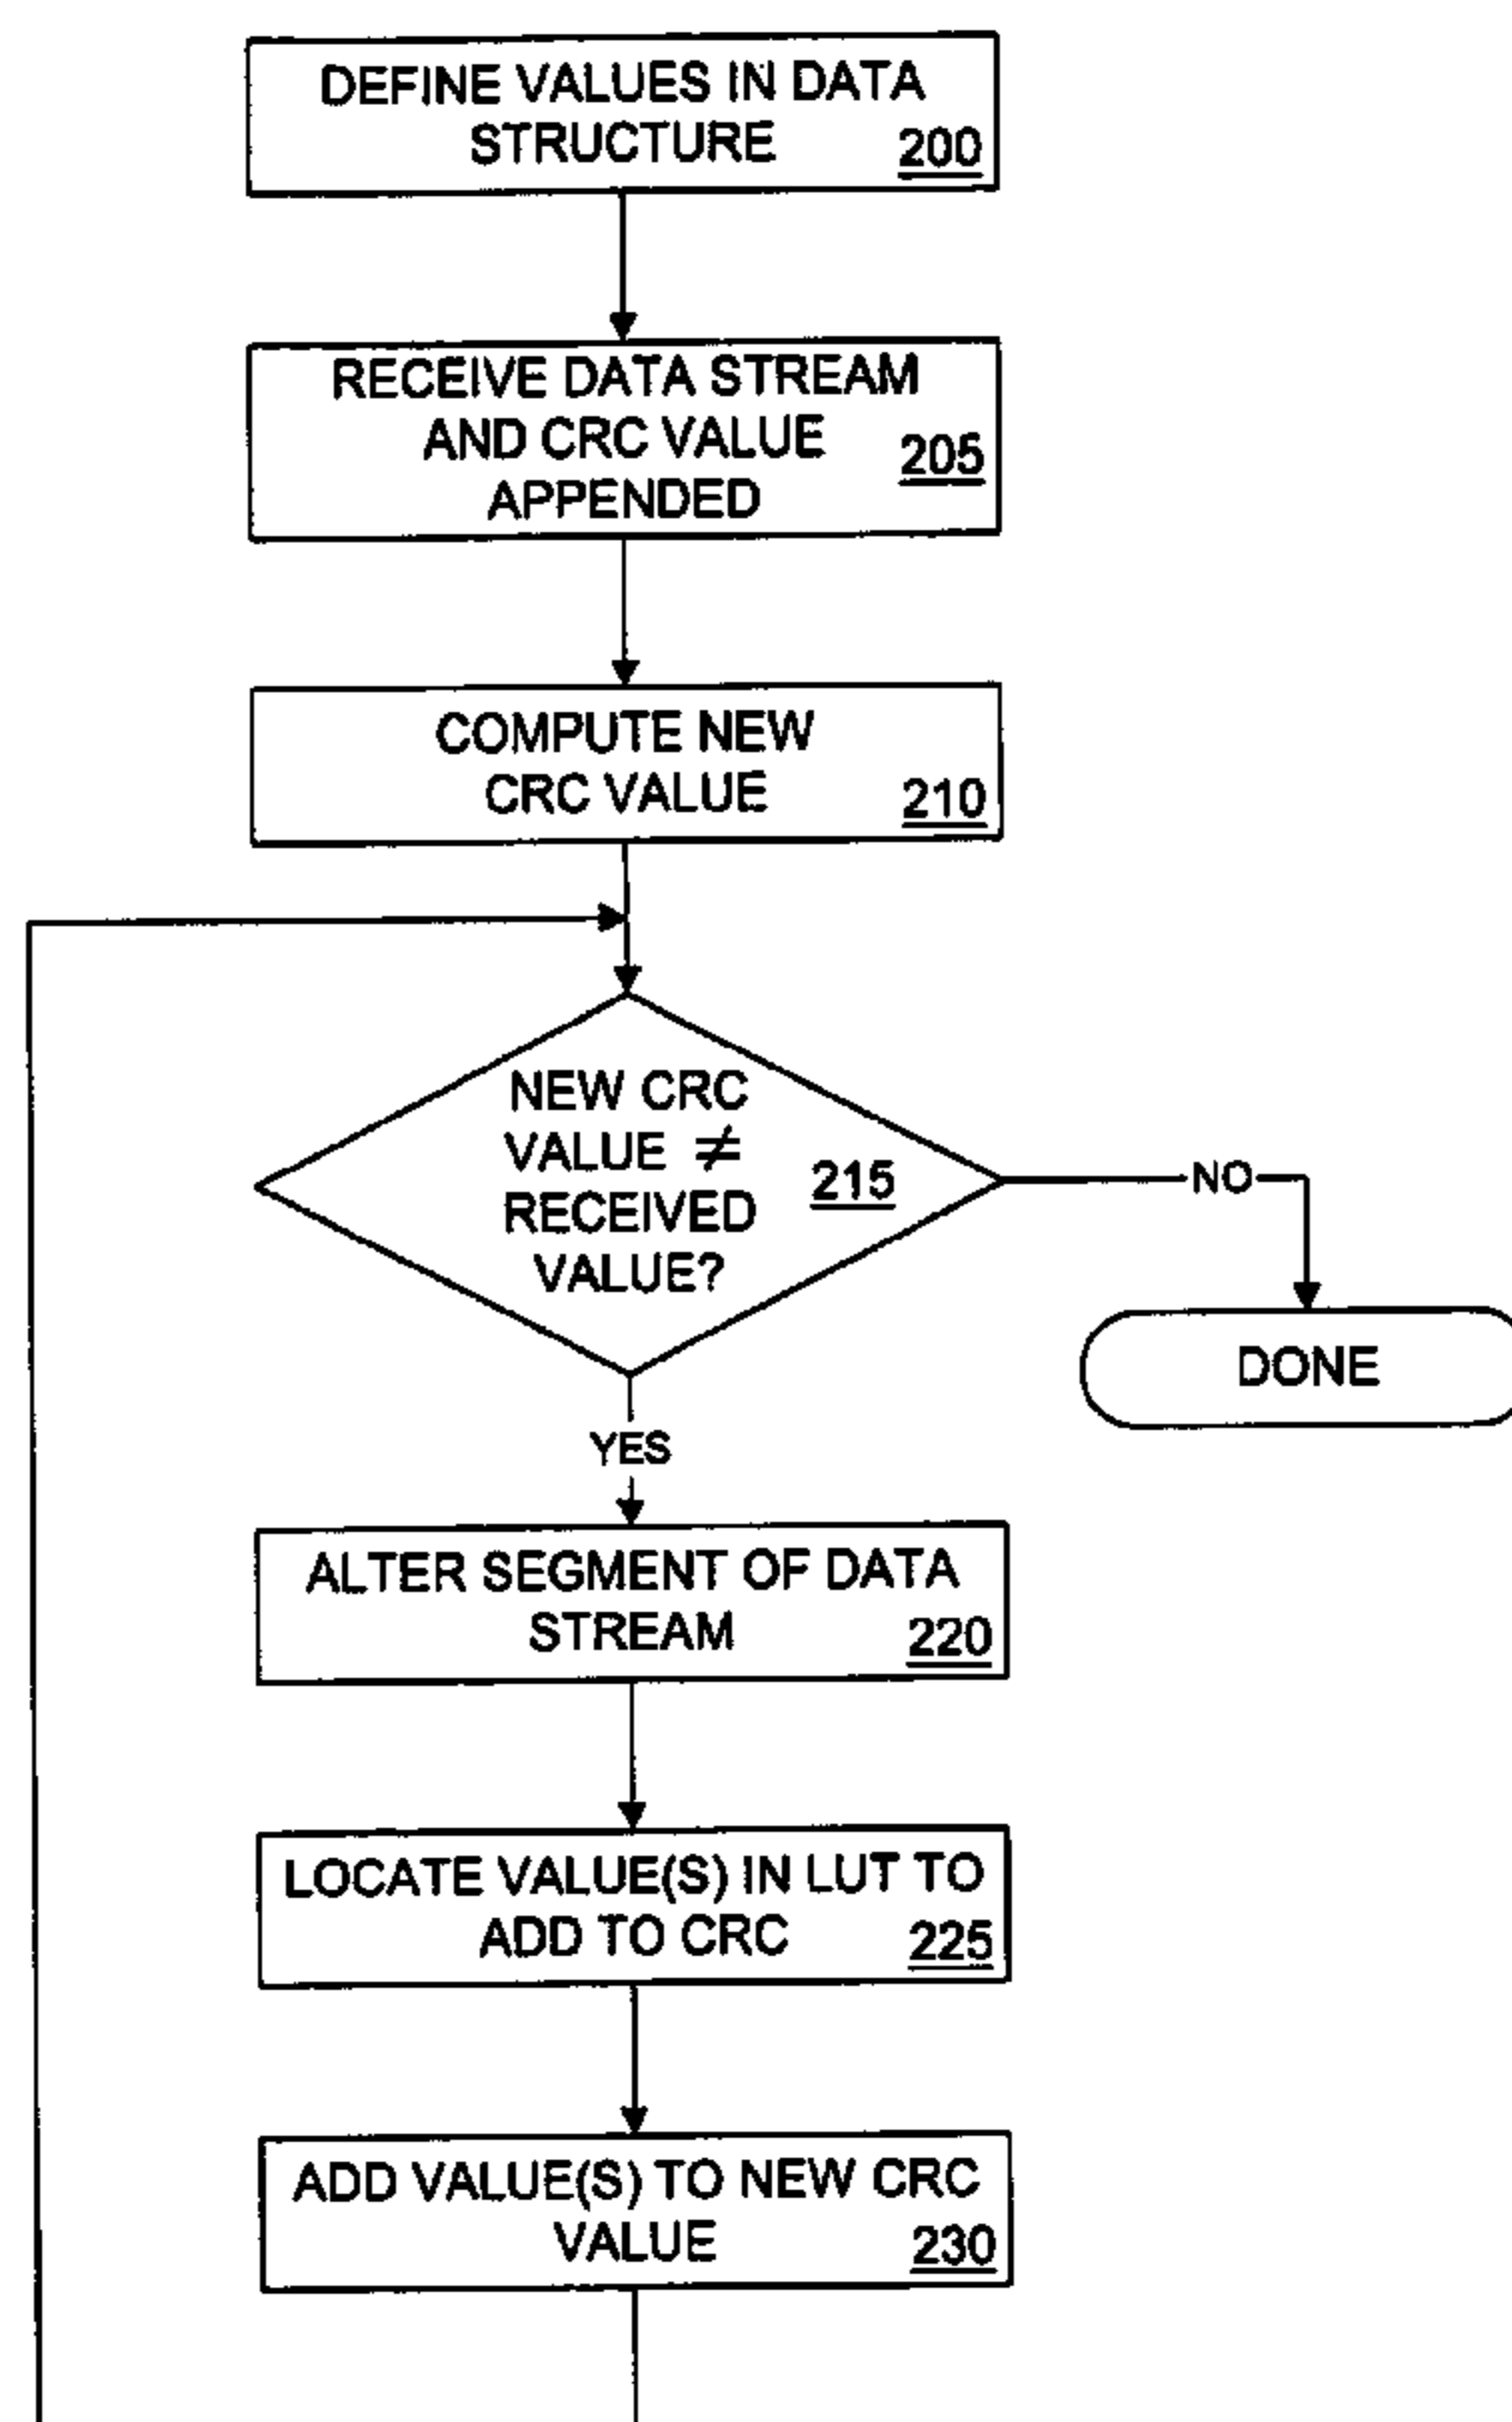 DEFINE VALUES IN DATA
STRUCTURE 200
RECEIVE DATA STREAM
AND CRC VALUE 205
APPENDED
COMPUTE NEW
CRC VALUE 210
NEW CRC
VALUE ≠
RECEIVED
VALUE?
215
NO
DONE
YES
ALTER SEGMENT OF DATA
STREAM 220
LOCATE VALUE(S) IN LUT TO
ADD TO CRC 225
ADD VALUE(S) TO NEW CRC
VALUE 230